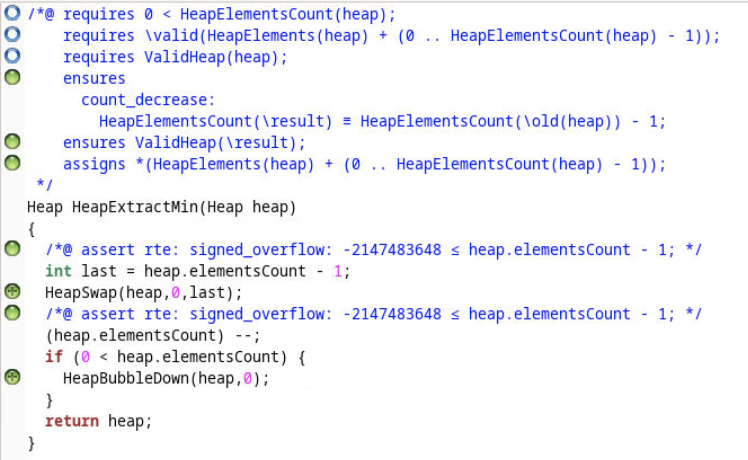 /*@ requires 0 < HeapElementsCount(heap);
requires \valid(HeapElements(heap) + (0 .. HeapElementsCount(heap) - 1));
requires ValidHeap(heap);
ensures
count_decrease:
HeapElementsCount(\result) ≡ HeapElementsCount(\old(heap)) - 1;
ensures ValidHeap(\result);
assigns *(HeapElements(heap) + (0 .. HeapElementsCount(heap) - 1));
*/
Heap HeapExtractMin(Heap heap)
{
/*@ assert rte: signed_overflow: -2147483648 ≤ heap.elementsCount - 1; */
int last = heap.elementsCount - 1;
HeapSwap(heap,0,last);
/*@ assert rte: signed_overflow: -2147483648 ≤ heap.elementsCount - 1; */
(heap.elementsCount) --;
if (0 < heap.elementsCount) {
HeapBubbleDown(heap,0);
}
return heap;
}